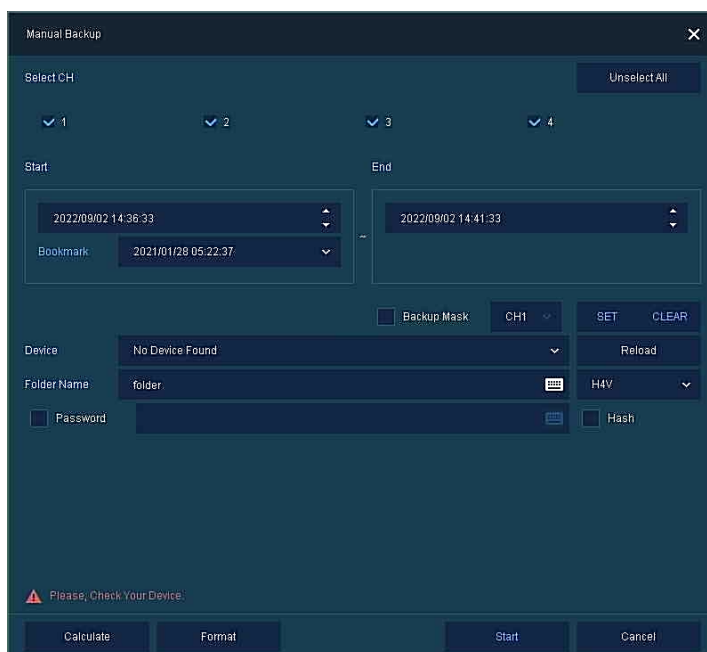 Manual Backup
Select CH
Unselect All
1 2 3 4
Start End
2022/09/02 14:36:33 ~ 2022/09/02 14:41:33
Bookmark 2021/01/28 05:22:37
Backup Mask CH1 SET CLEAR
Device No Device Found Reload
Folder Name folder H4V
Password Hash
Please, Check Your Device.
Calculate Format Start Cancel